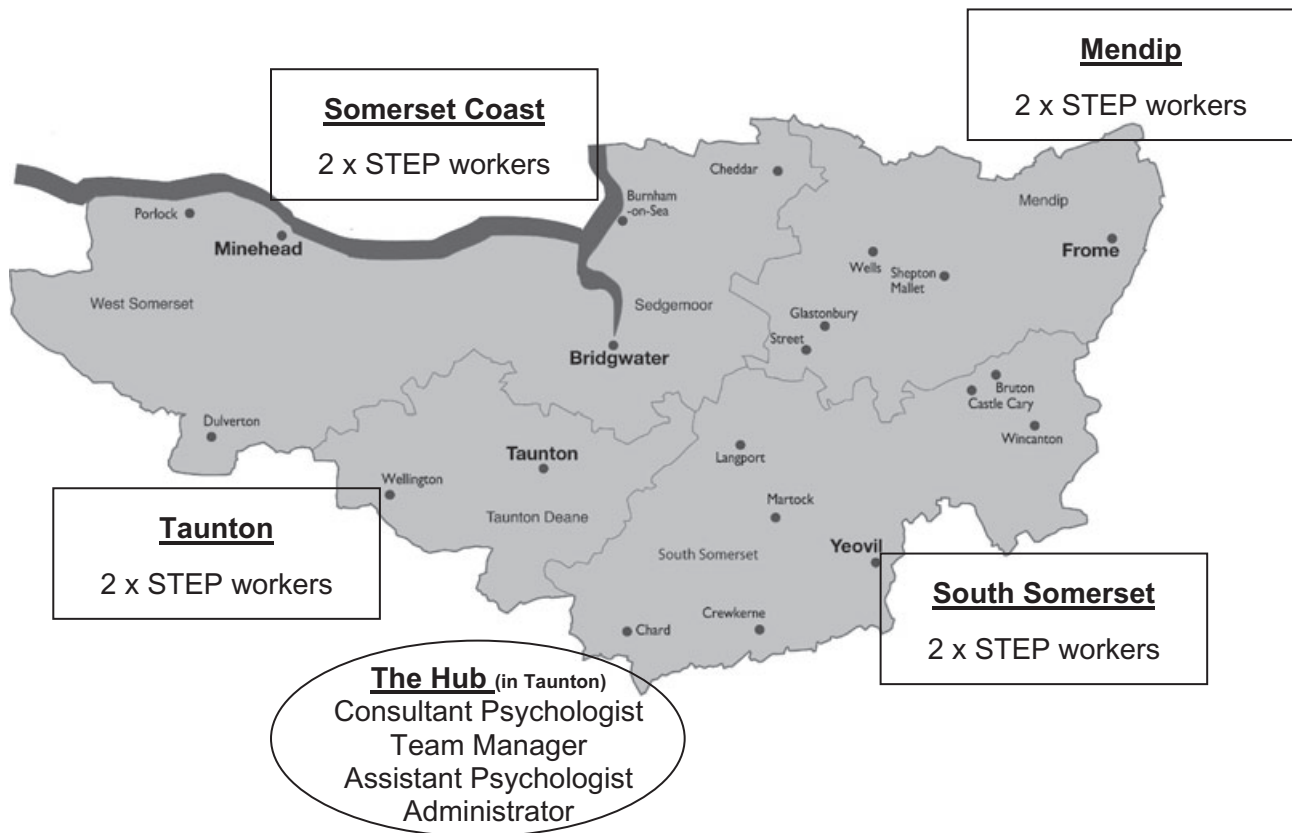 Mendip
2 x STEP workers
Somerset Coast
2 x STEP workers
Cheddar
Burnham
-on-Sea
Mendip
Porlock
Minehead
Frome
Wells
Shepton
Mallet
West Somerset
Sedgemoor
Glastonbury
Street
Bridgwater
Bruton
Castle Cary
Wincanton
Dulverton
Taunton
Langport
Wellington
Martock
Taunton Deane
Yeovil
South Somerset
Taunton
2 x STEP workers
South Somerset
2 x STEP workers
Chard
Crewkerne
The Hub (in Taunton)
Consultant Psychologist
Team Manager
Assistant Psychologist
Administrator